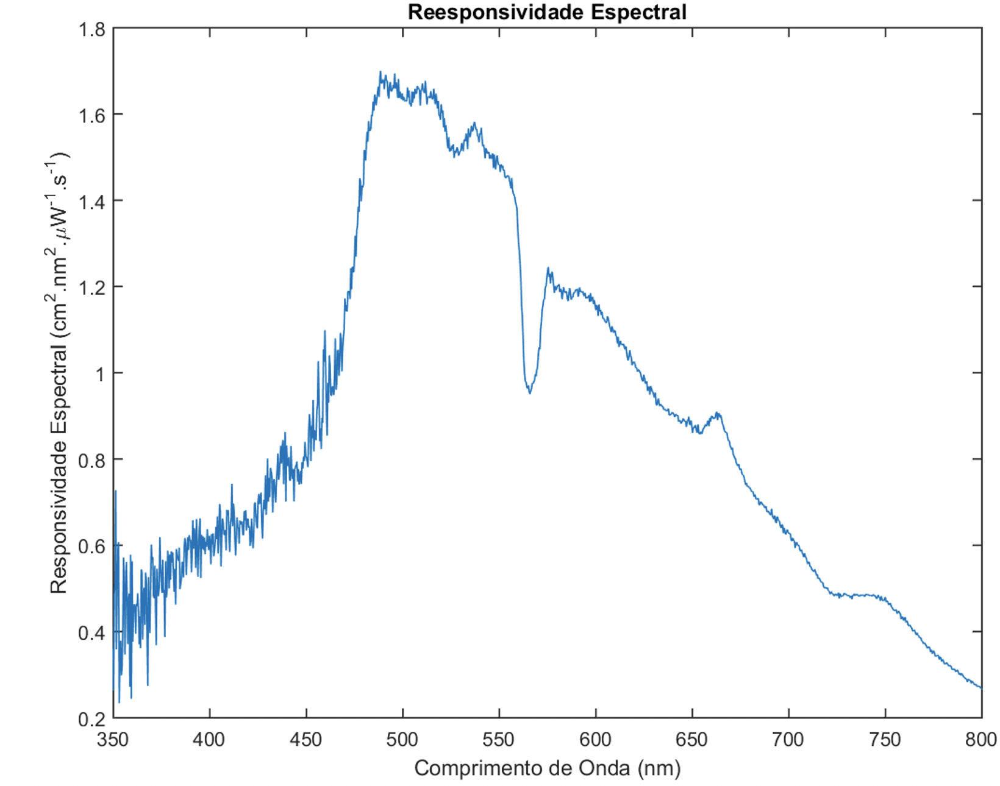 Reesponsividade Espectral
Responsividade Espectral (cm².nm².μW⁻¹.s⁻¹)
1.8
1.6
1.4
1.2
1
0.8
0.6
0.4
0.2
350 400 450 500 550 600 650 700 750 800
Comprimento de Onda (nm)